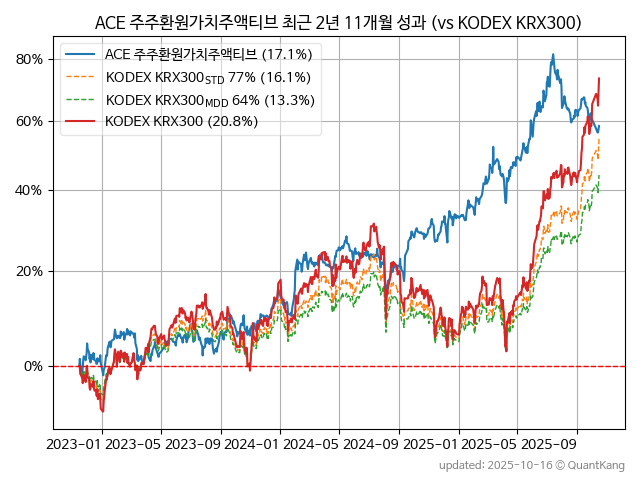 ACE 주주환원가치주액티브 최근 2년 11개월 성과 (vs KODEX KRX300)
ACE 주주환원가치주액티브 (17.1%)
KODEX KRX300STD 77% (16.1%)
KODEX KRX300MDD 64% (13.3%)
KODEX KRX300 (20.8%)
80%
60%
40%
20%
0%
2023-01 2023-05 2023-09 2024-01 2024-05 2024-09 2025-01 2025-05 2025-09
updated: 2025-10-16 © QuantKang